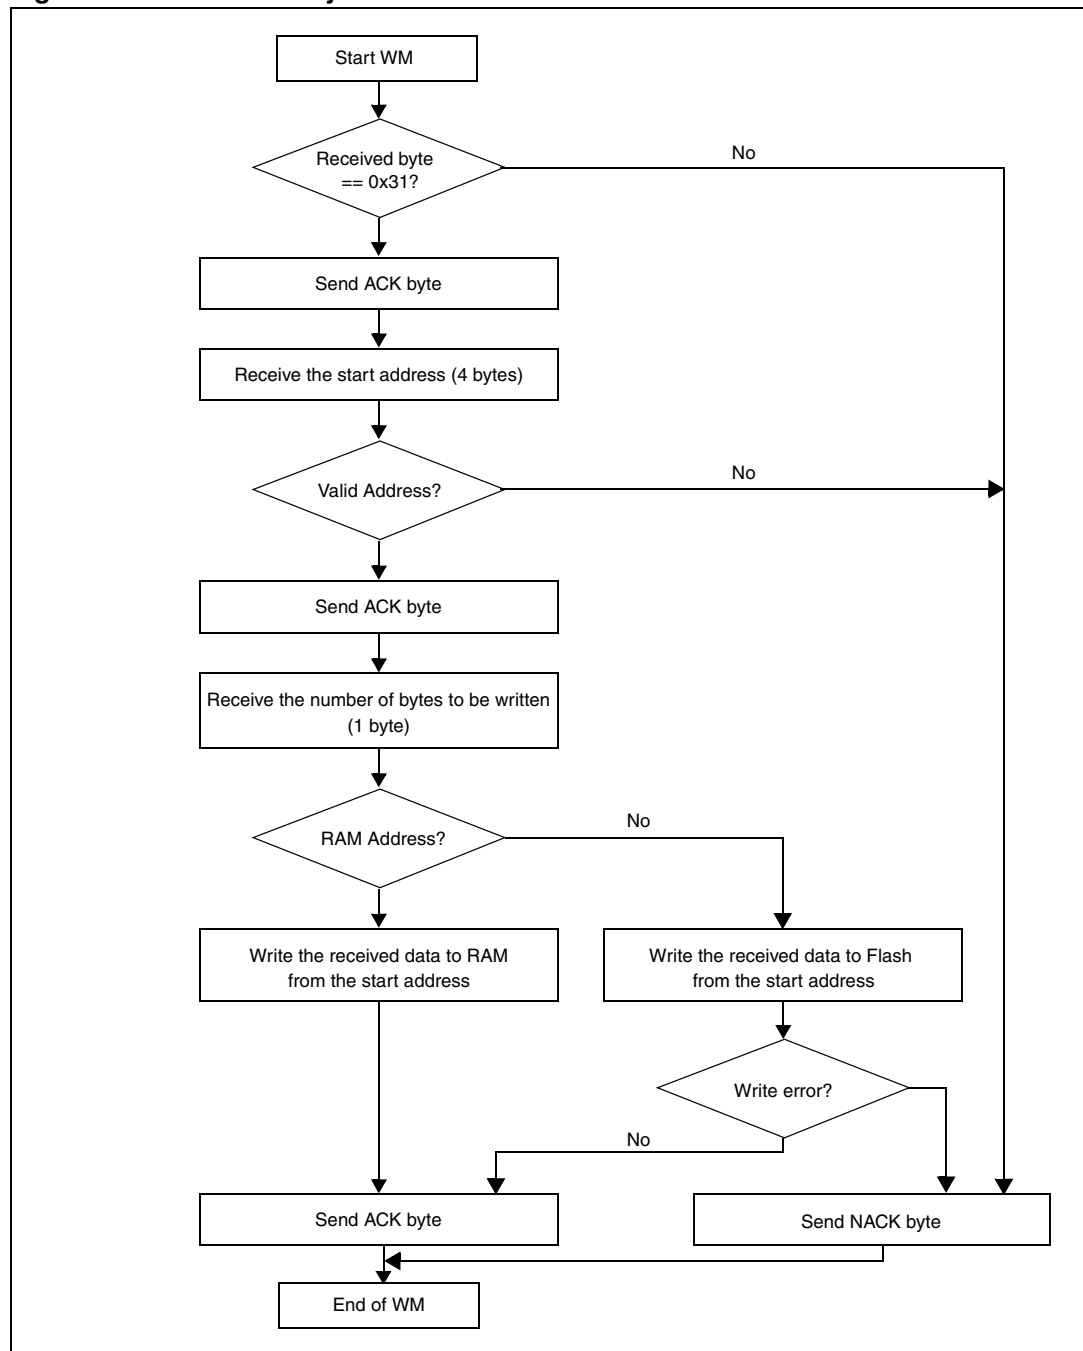 Start WM
Received byte
== 0x31?
No
Send ACK byte
Receive the start address (4 bytes)
Valid Address?
No
Send ACK byte
Receive the number of bytes to be written
(1 byte)
RAM Address?
No
Write the received data to RAM
from the start address
Write the received data to Flash
from the start address
Write error?
No
Send ACK byte
Send NACK byte
End of WM